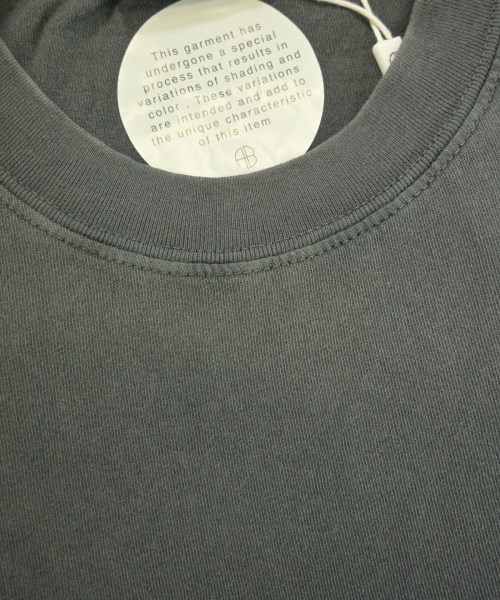 This garment has
undergone a special
process that results in
variations of shading and
color . These variations
are intended and add to
the unique characteristic
of this item
AB